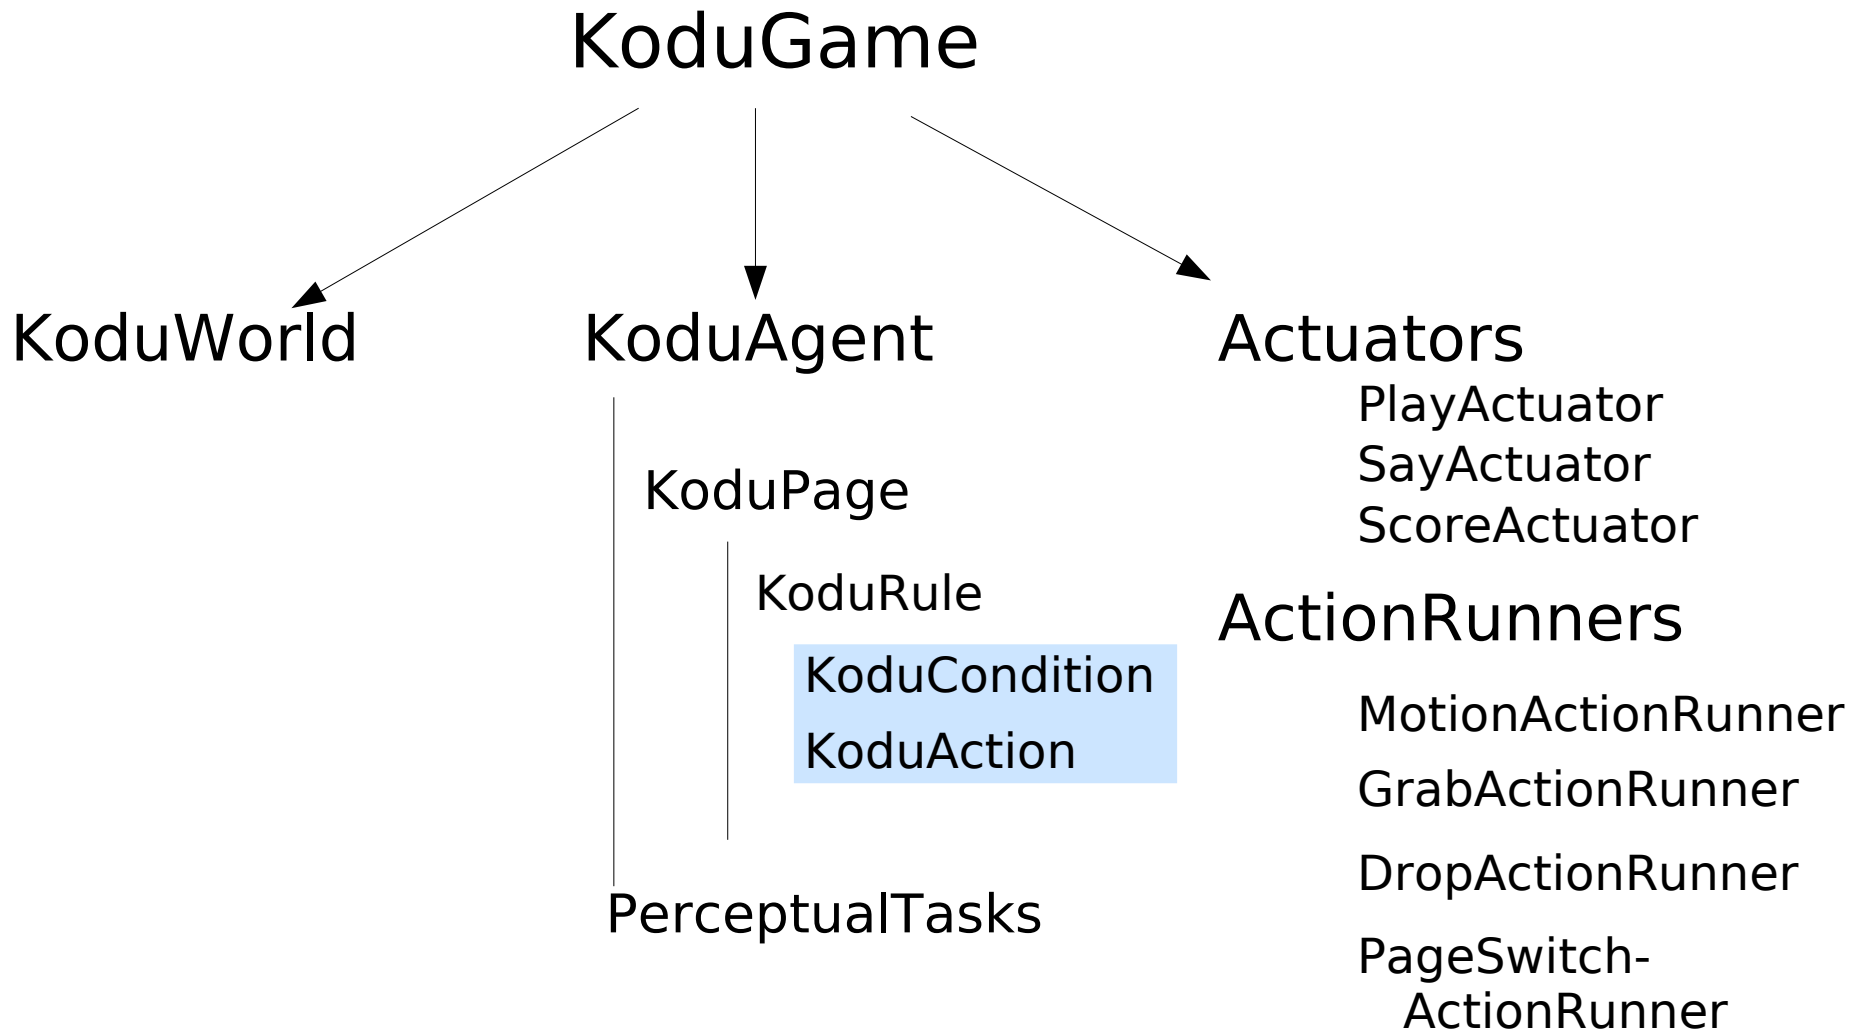 KoduGame
KoduWorld
KoduAgent
KoduPage
KoduRule
KoduCondition
KoduAction
PerceptualTasks
Actuators
PlayActuator
SayActuator
ScoreActuator
ActionRunners
MotionActionRunner
GrabActionRunner
DropActionRunner
PageSwitch-
ActionRunner